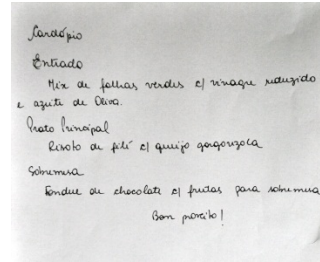 Cardápio
Entrada
Mix de folhas verdes c/ vinagre reduzido
e azeite de Oliva.
Prato Principal
Risoto de filé c/ queijo gorgonzola
Sobremesa
Fondue de chocolate c/ frutas para sobremesa
Bom